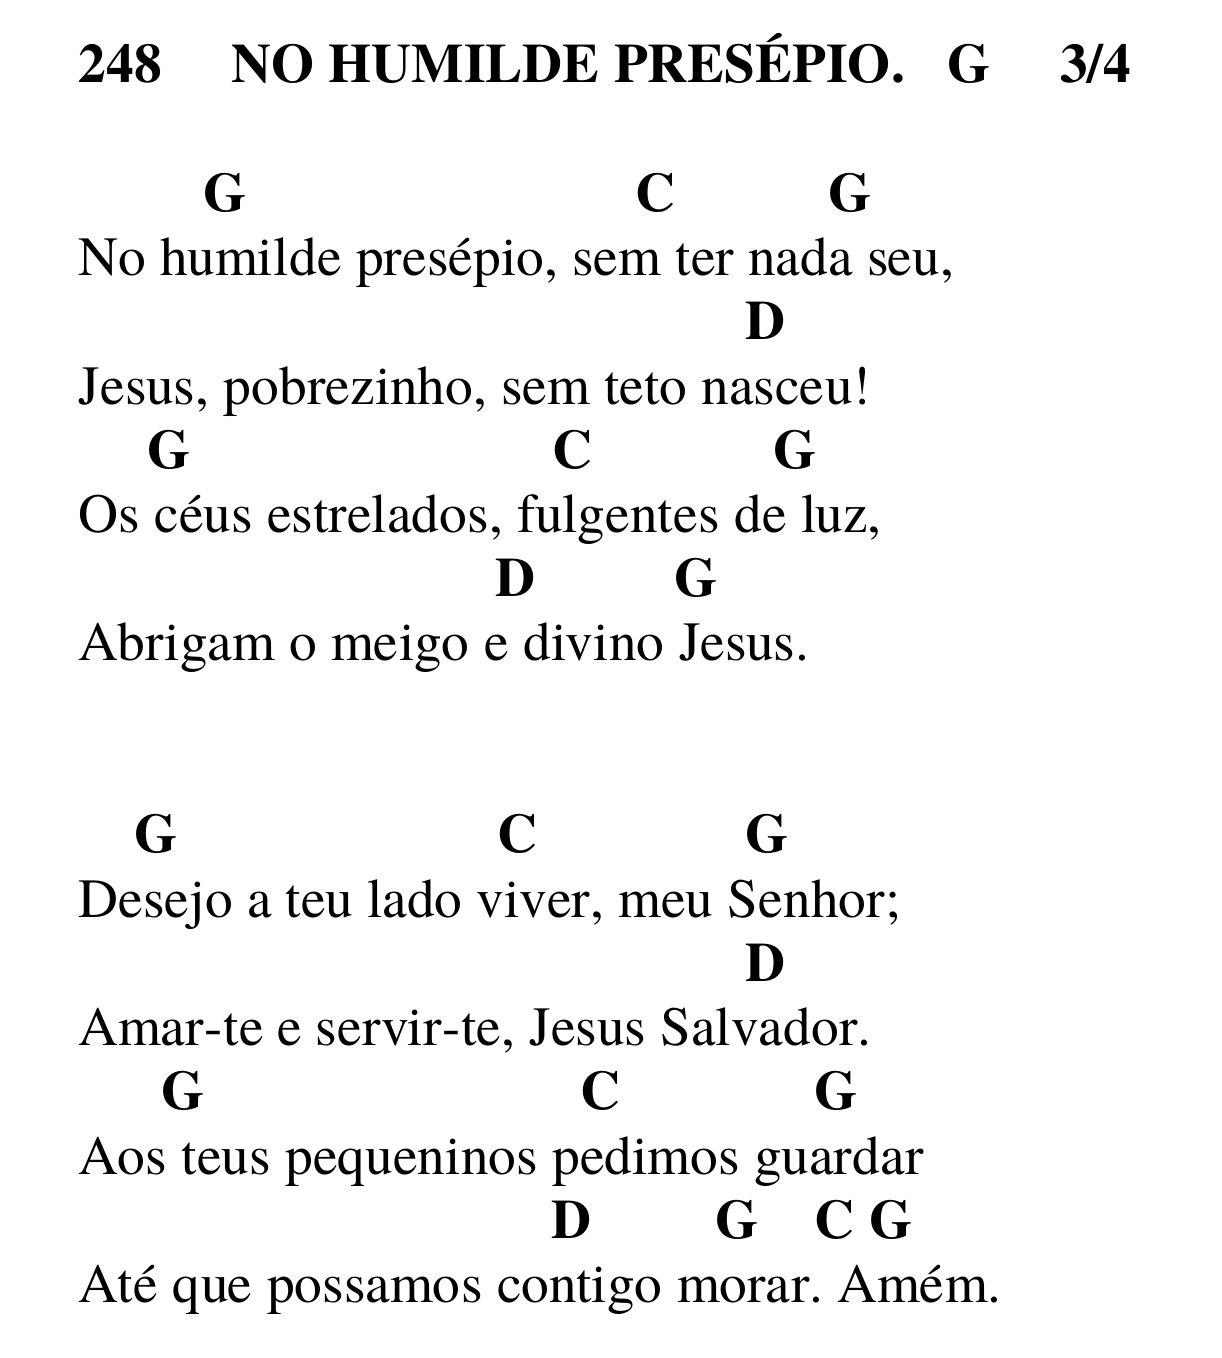 248 NO HUMILDE PRESÉPIO. G 3/4
G C G
No humilde presépio, sem ter nada seu,
D
Jesus, pobrezinho, sem teto nasceu!
G C G
Os céus estrelados, fulgentes de luz,
D G
Abrigam o meigo e divino Jesus.
G C G
Desejo a teu lado viver, meu Senhor;
D
Amar-te e servir-te, Jesus Salvador.
G C G
Aos teus pequeninos pedimos guardar
D G C G
Até que possamos contigo morar. Amém.